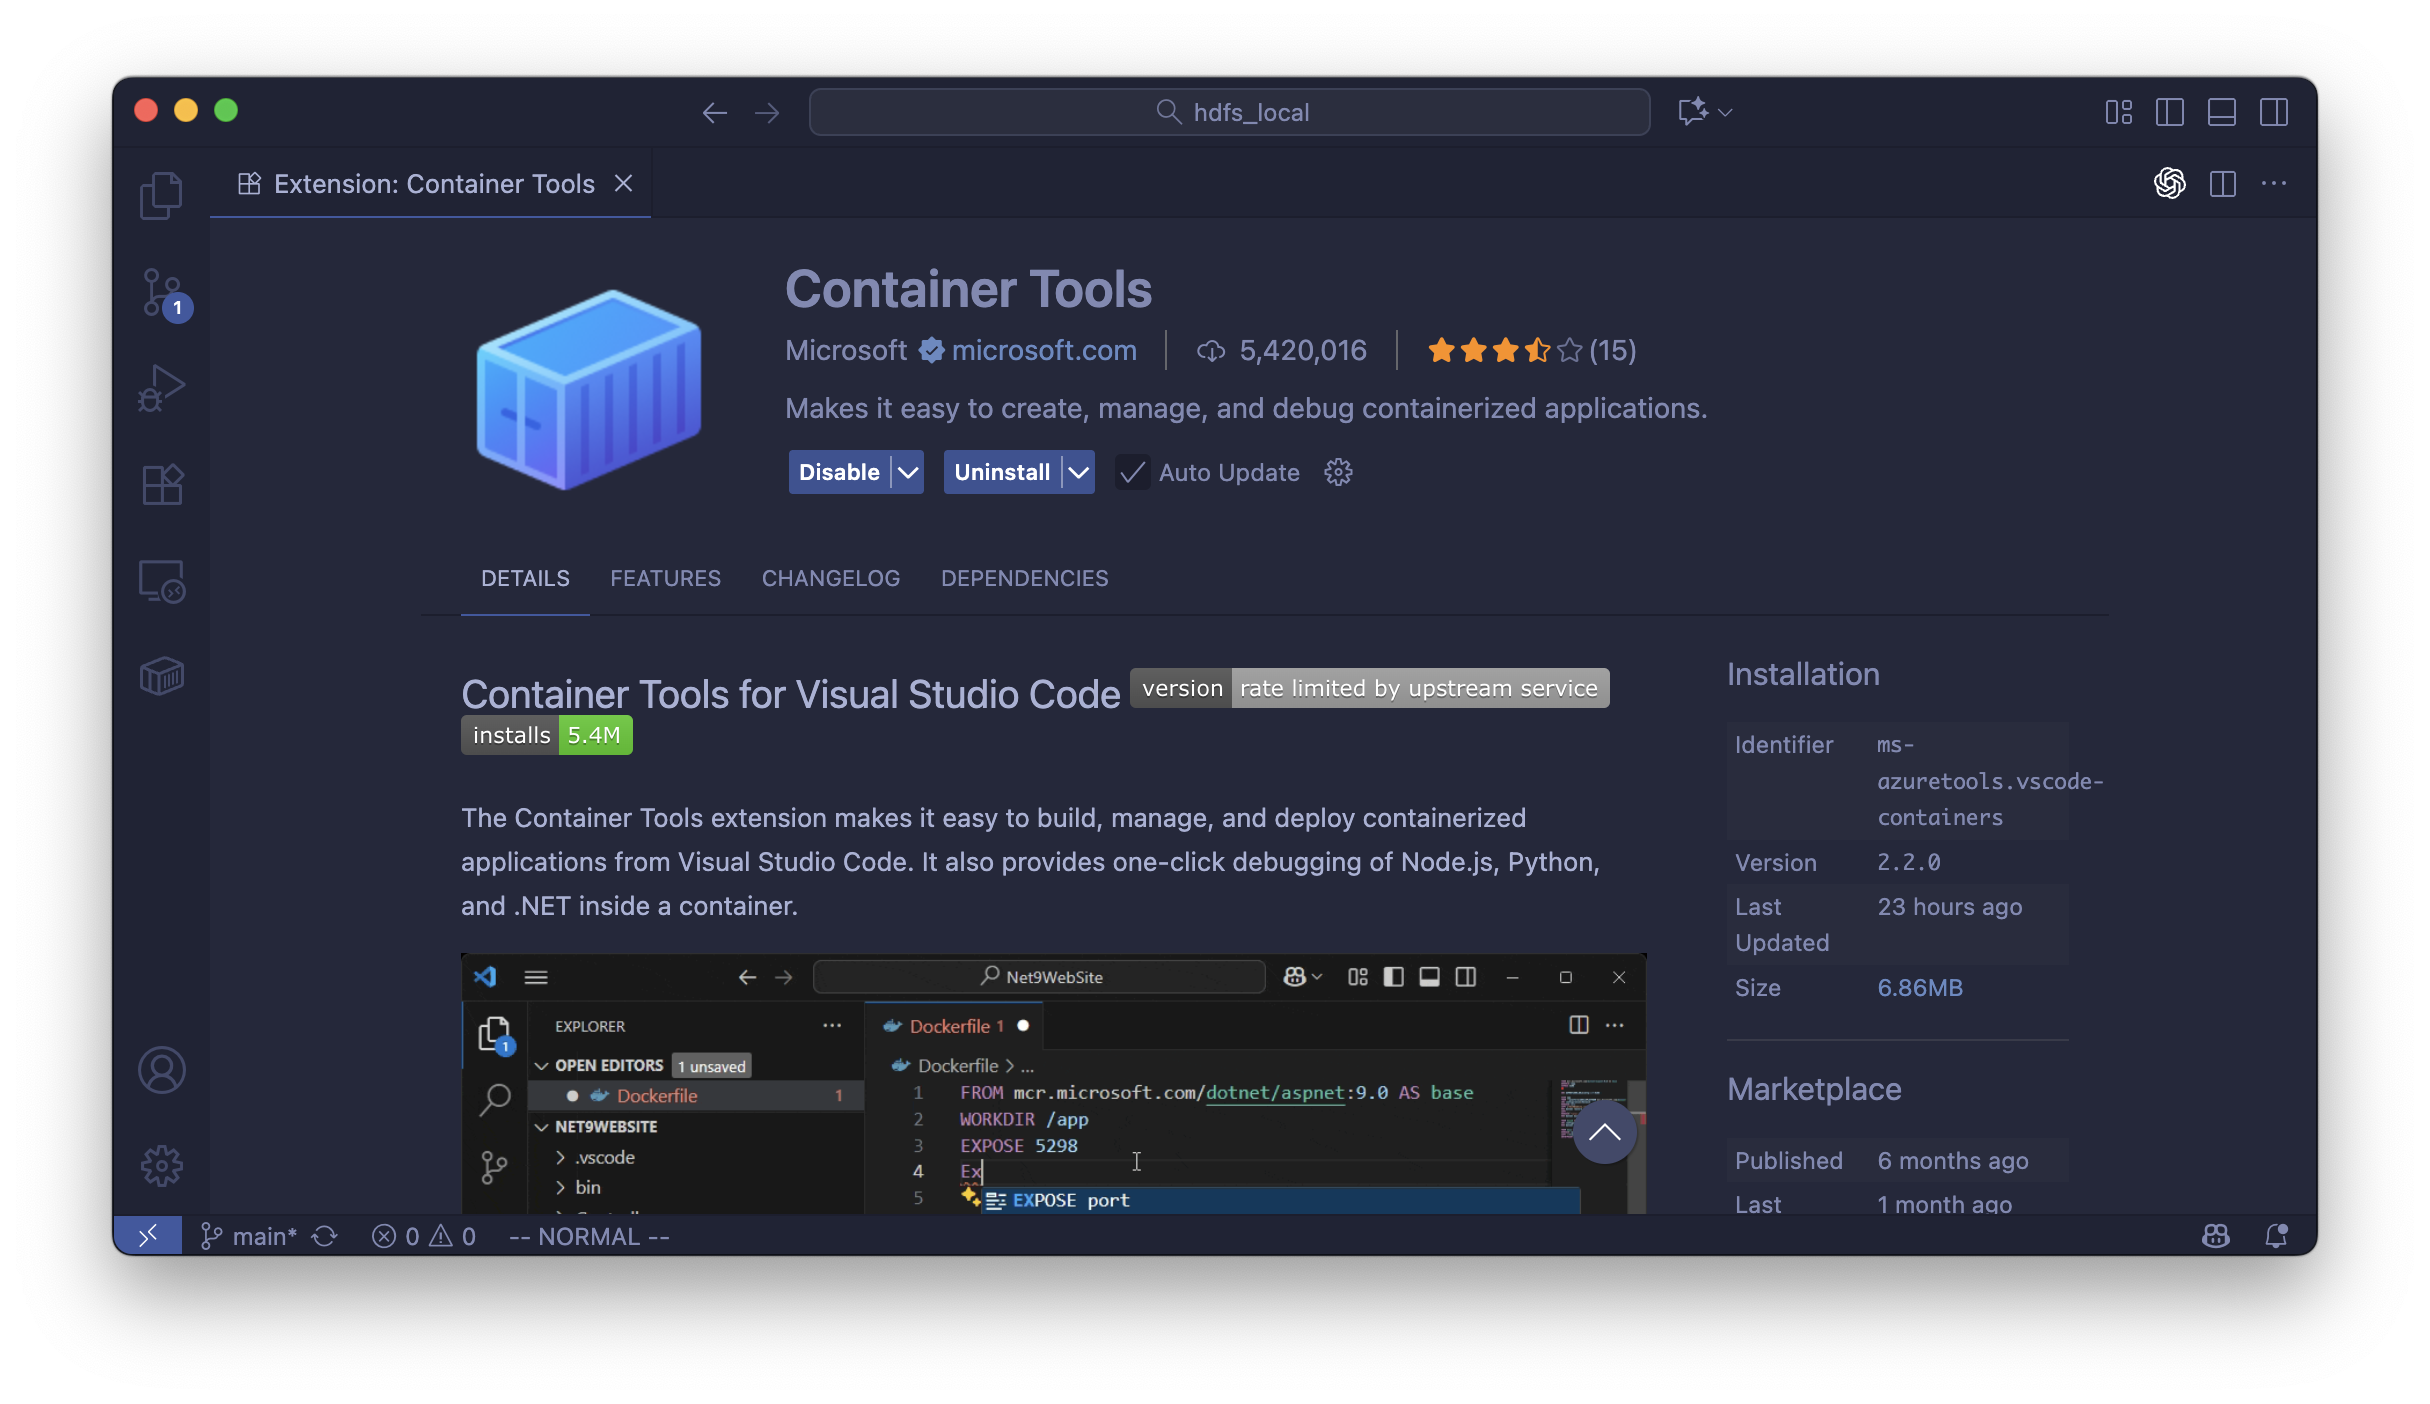 hdfs_local
Extension: Container Tools
1
Container Tools
Microsoft microsoft.com 5,420,016 (15)
Makes it easy to create, manage, and debug containerized applications.
Disable Uninstall Auto Update
DETAILS FEATURES CHANGELOG DEPENDENCIES
Container Tools for Visual Studio Code version rate limited by upstream service
installs 5.4M
The Container Tools extension makes it easy to build, manage, and deploy containerized
applications from Visual Studio Code. It also provides one-click debugging of Node.js, Python,
and .NET inside a container.
Net9WebSite
EXPLORER
1
OPEN EDITORS 1 unsaved
Dockerfile 1
NET9WEBSITE
.vscode
bin
Dockerfile 1
Dockerfile > ...
1 FROM mcr.microsoft.com/dotnet/aspnet:9.0 AS base
2 WORKDIR /app
3 EXPOSE 5298
4 Ex
5 EXPOSE port
Installation
Identifier ms-
azuretools.vscode-
containers
Version 2.2.0
Last 23 hours ago
Updated
Size 6.86MB
Marketplace
Published 6 months ago
Last 1 month ago
main* 0 0 -- NORMAL --